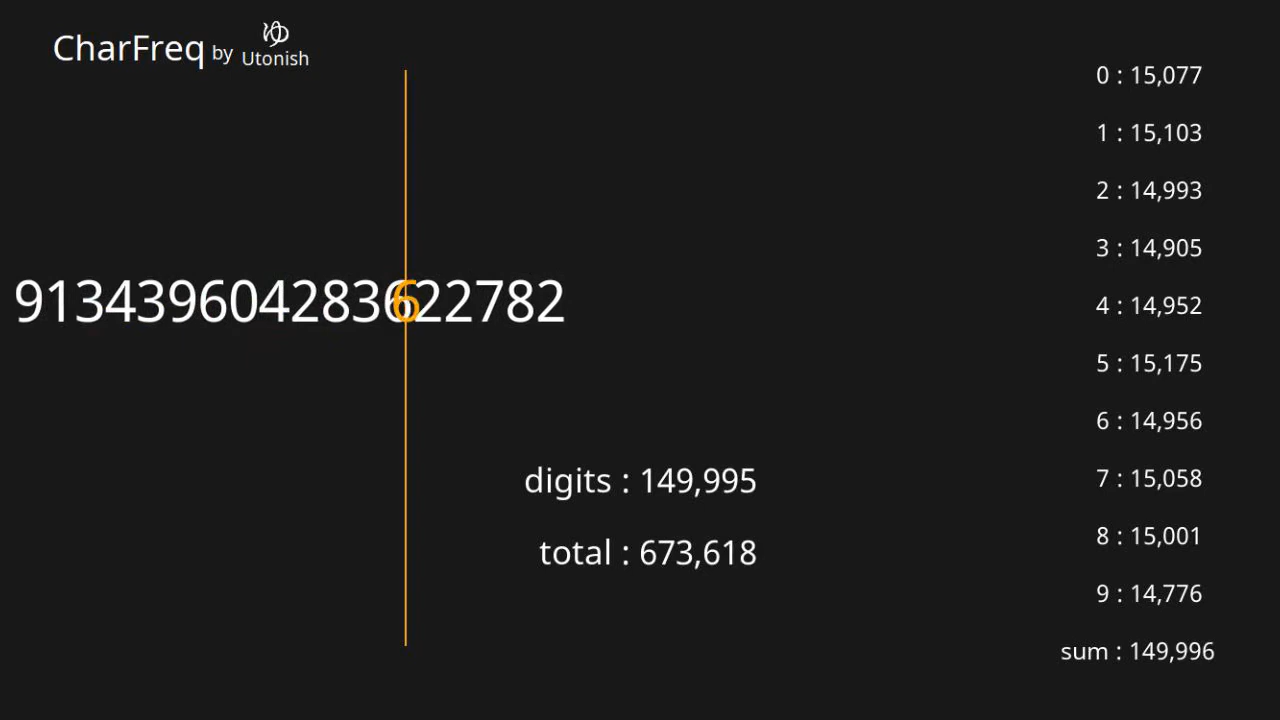 CharFreq by Utonish
0 : 15,077
1 : 15,103
2 : 14,993
3 : 14,905
4 : 14,952
5 : 15,175
6 : 14,956
7 : 15,058
8 : 15,001
9 : 14,776
sum : 149,996
913439604283622782
digits : 149,995
total : 673,618